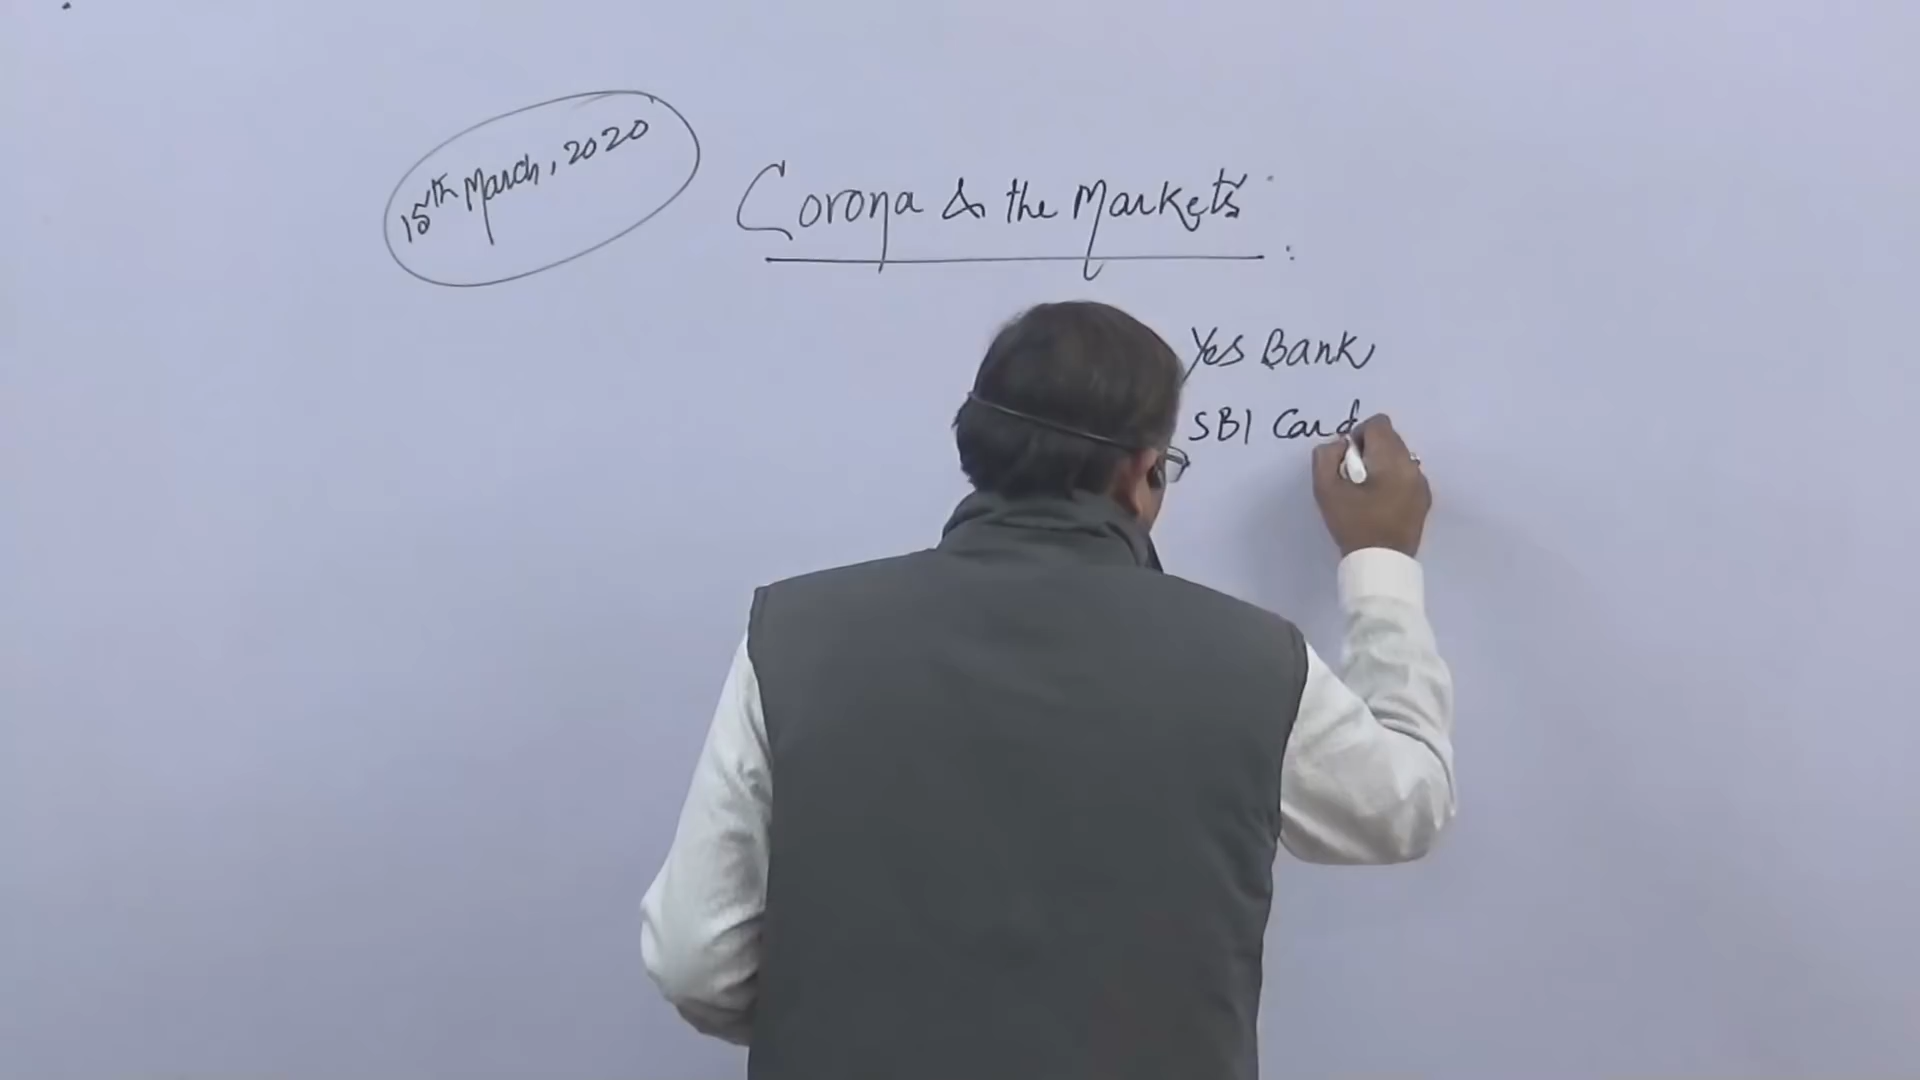 15th March, 2020
Corona & the Markets:
Yes Bank
SBI Card